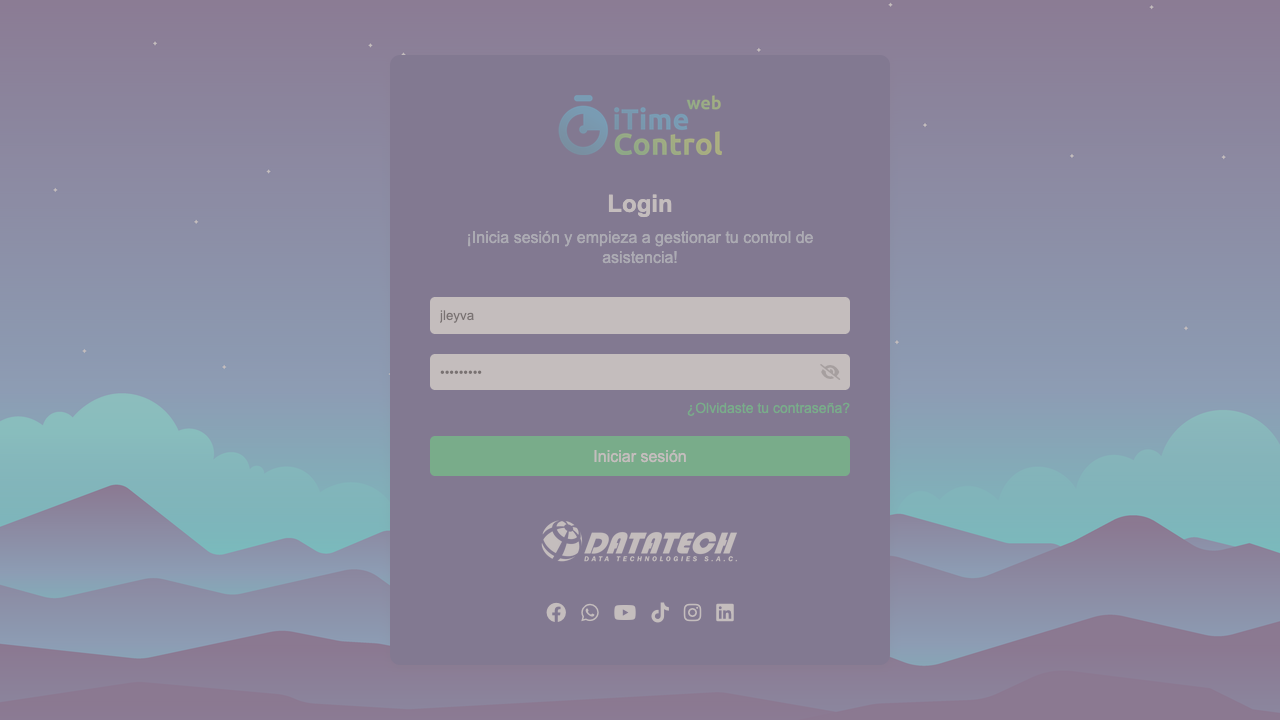 web
iTime
Control
Login
¡Inicia sesión y empieza a gestionar tu control de
asistencia!
jleyva
•••••••••
¿Olvidaste tu contraseña?
Iniciar sesión
DATATECH
DATA TECHNOLOGIES S.A.C.